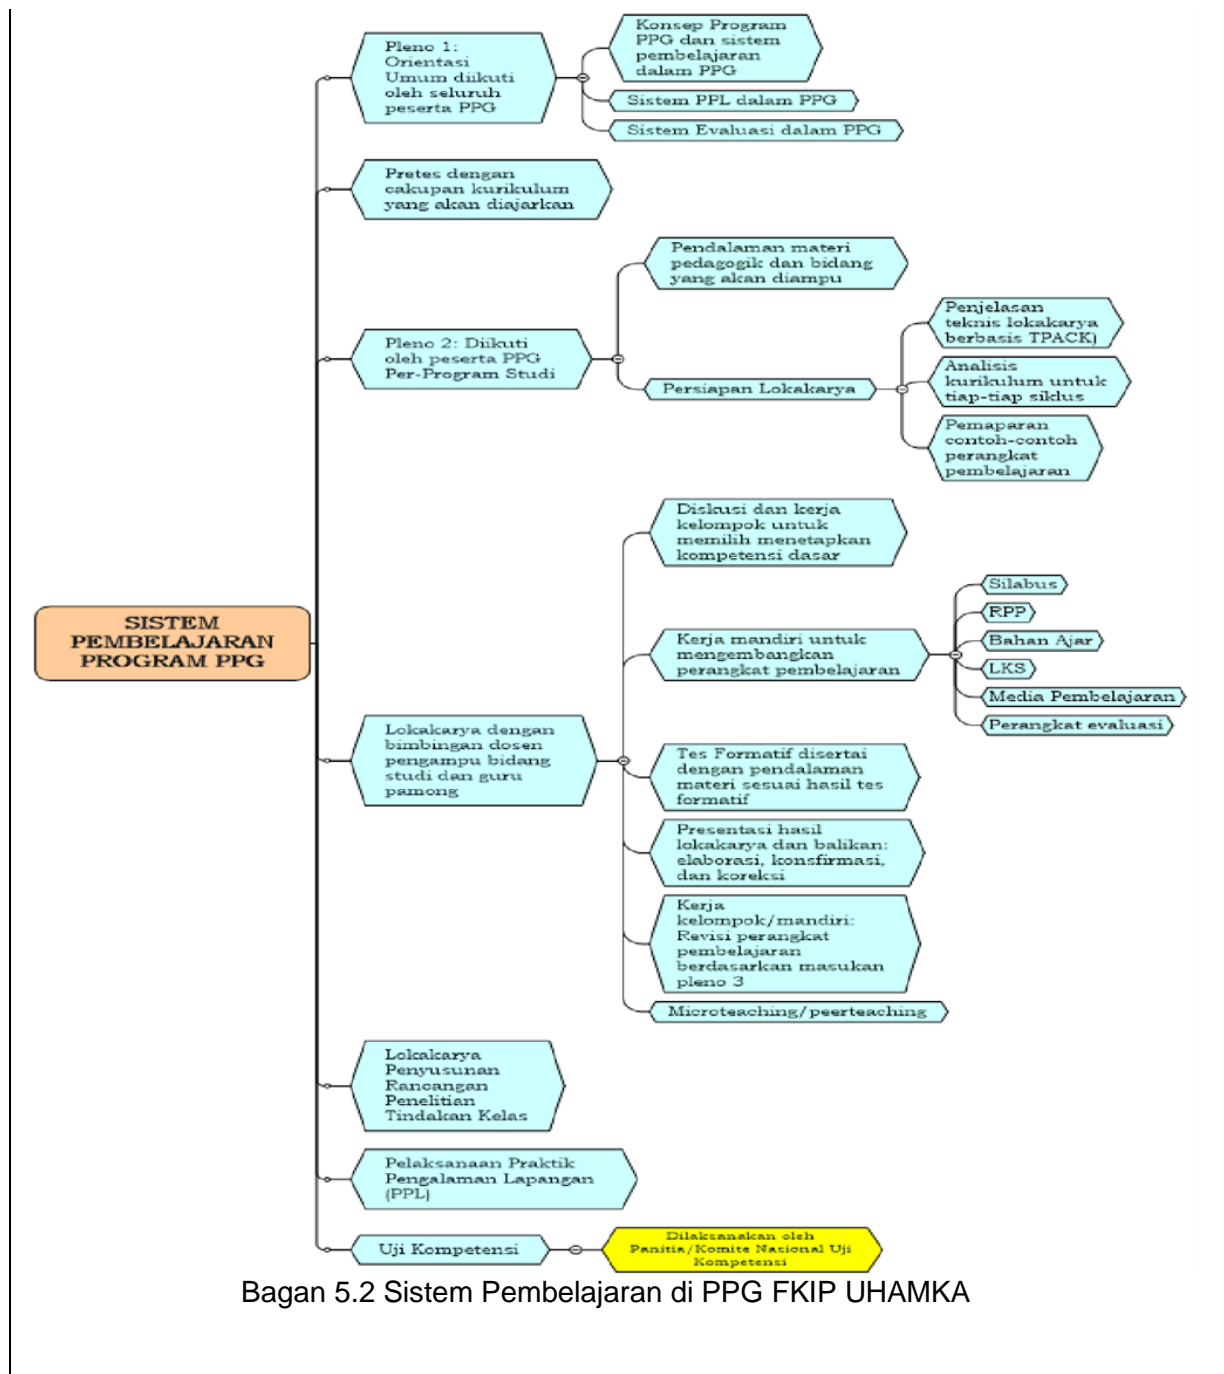 Pleno 1:
Orientasi
Umum diikuti
oleh seluruh
peserta PPG
Konsep Program
PPG dan sistem
pembelajaran
dalam PPG
Sistem PPL dalam PPG
Sistem Evaluasi dalam PPG
Pretes dengan
cakupan kurikulum
yang akan diajarkan
Pleno 2: Diikuti
oleh peserta PPG
Per-Program Studi
Pendalaman materi
pedagogik dan bidang
yang akan diampu
Persiapan Lokakarya
Penjelasan
teknis lokakarya
berbasis TPACK)
Analisis
kurikulum untuk
tiap-tiap siklus
Pemaparan
contoh-contoh
perangkat
pembelajaran
SISTEM
PEMBELAJARAN
PROGRAM PPG
Lokakarya dengan
bimbingan dosen
pengampu bidang
studi dan guru
pamong
Diskusi dan kerja
kelompok untuk
memilih menetapkan
kompetensi dasar
Kerja mandiri untuk
mengembangkan
perangkat pembelajaran
Silabus
RPP
Bahan Ajar
LKS
Media Pembelajaran
Perangkat evaluasi
Tes Formatif disertai
dengan pendalaman
materi sesuai hasil tes
formatif
Presentasi hasil
lokakarya dan balikan:
elaborasi, konsfirmasi,
dan koreksi
Kerja
kelompok/mandiri:
Revisi perangkat
pembelajaran
berdasarkan masukan
pleno 3
Microteaching/peerteaching
Lokakarya
Penyusunan
Rancangan
Penelitian
Tindakan Kelas
Pelaksanaan Praktik
Pengalaman Lapangan
(PPL)
Uji Kompetensi
Dilaksanakan oleh
Panitia/Komite Nasional Uji
Kompetensi
Bagan 5.2 Sistem Pembelajaran di PPG FKIP UHAMKA